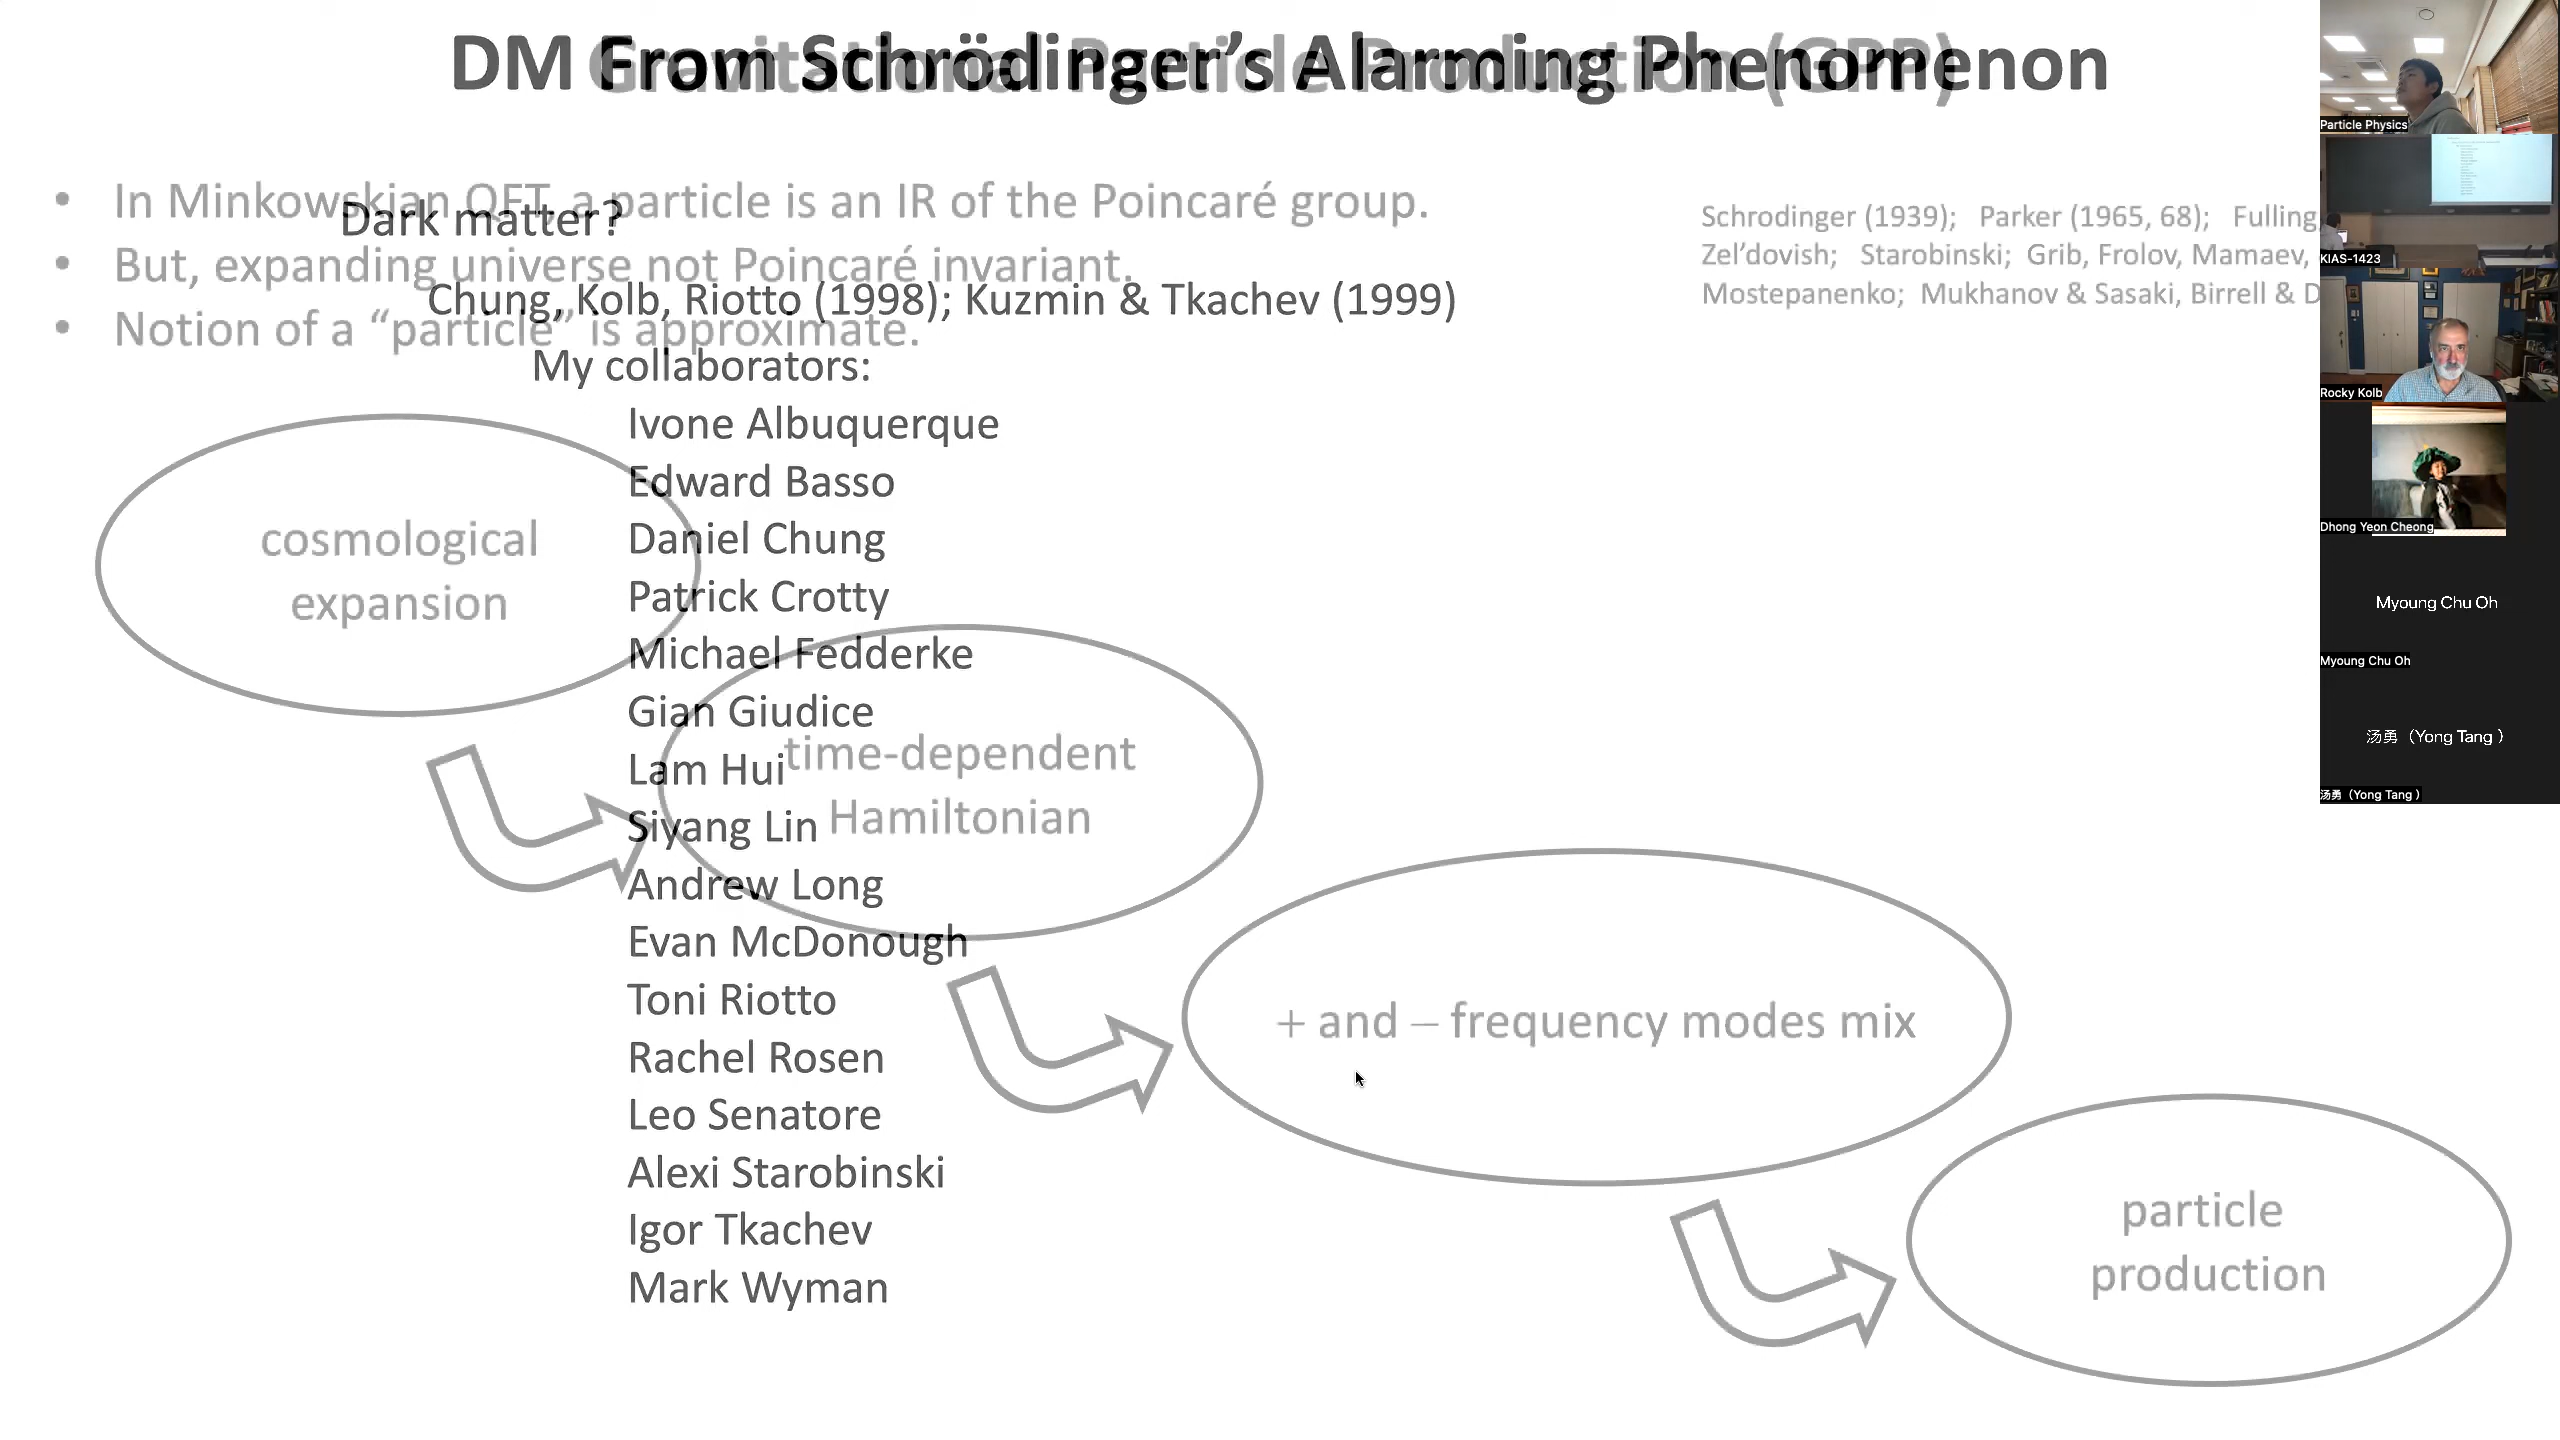 DM From Schrödinger's Alarming Phenomenon
Gravitational Particle Production (GPP)
• In Minkowskian QFT, a particle is an IR of the Poincaré group.
• But, expanding universe not Poincaré invariant.
• Notion of a “particle” is approximate.
Schrodinger (1939); Parker (1965, 68); Fulling,
Zel’dovish; Starobinski; Grib, Frolov, Mamaev,
Mostepanenko; Mukhanov & Sasaki, Birrell & D
Dark matter?
Chung, Kolb, Riotto (1998); Kuzmin & Tkachev (1999)
My collaborators:
Ivone Albuquerque
Edward Basso
Daniel Chung
Patrick Crotty
Michael Fedderke
Gian Giudice
Lam Hui
Siyang Lin
Andrew Long
Evan McDonough
Toni Riotto
Rachel Rosen
Leo Senatore
Alexi Starobinski
Igor Tkachev
Mark Wyman
cosmological
expansion
time-dependent
Hamiltonian
+ and – frequency modes mix
particle
production
Particle Physics
KIAS-1423
Rocky Kolb
Dhong Yeon Cheong
Myoung Chu Oh
Myoung Chu Oh
汤勇（Yong Tang ）
汤勇（Yong Tang ）